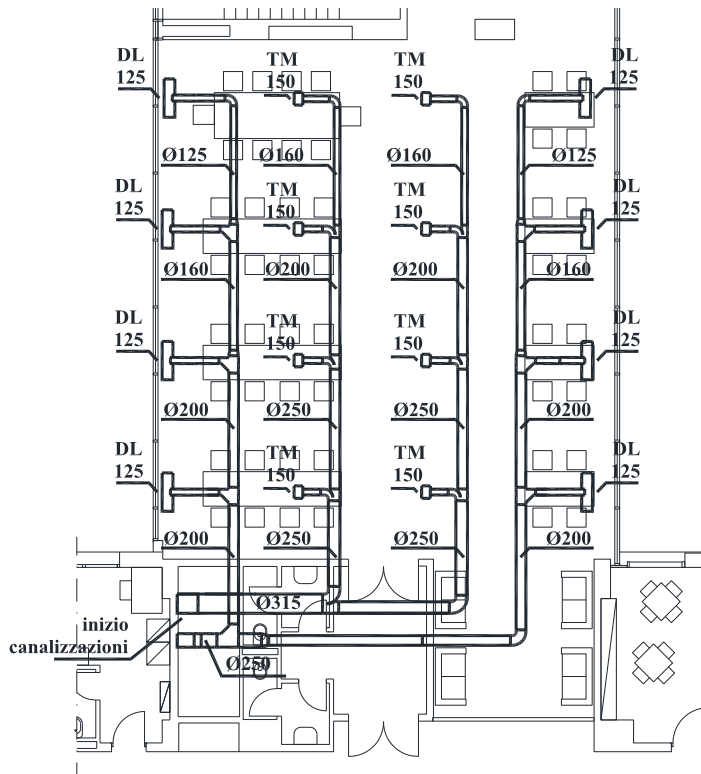 DL TM TM DL
125 150 150 125
Ø125 Ø160 Ø160 Ø125
DL TM TM DL
125 150 150 125
Ø160 Ø200 Ø200 Ø160
DL TM TM DL
125 150 150 125
Ø200 Ø250 Ø250 Ø200
DL TM TM DL
125 150 150 125
Ø200 Ø250 Ø250 Ø200
Ø315
inizio
canalizzazioni
Ø250